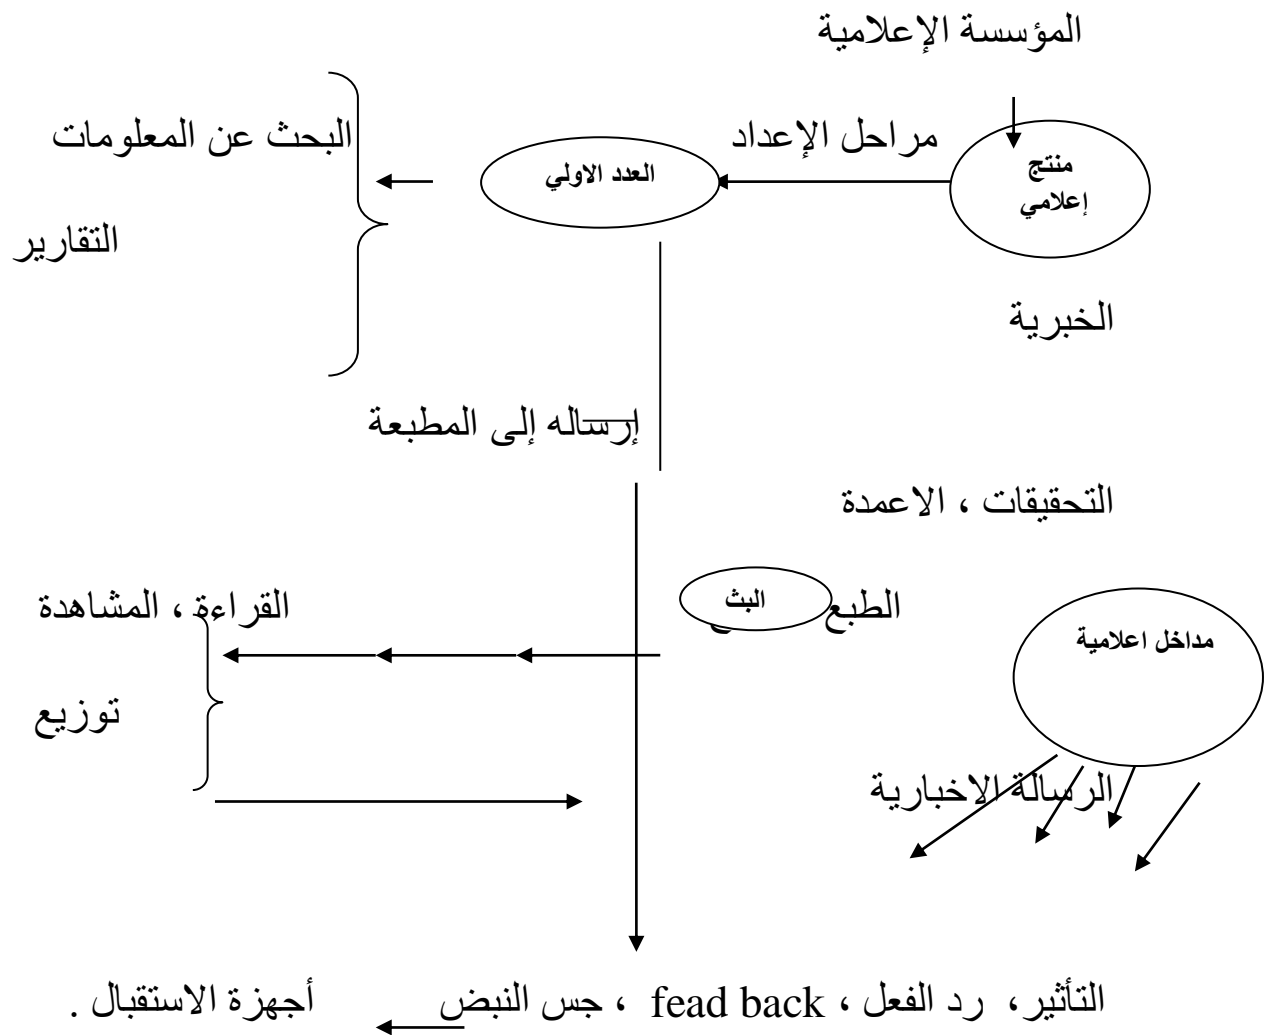 المؤسسة الإعلامية
منتج
إعلامي
مراحل الإعداد
العدد الاولي
البحث عن المعلومات
التقارير
الخبرية
إرساله إلى المطبعة
التحقيقات ، الاعمدة
الطبع
البث
القراءة ، المشاهدة
مداخل اعلامية
توزيع
الرسالة الاخبارية
التأثير، رد الفعل ، fead back ، جس النبض أجهزة الاستقبال .